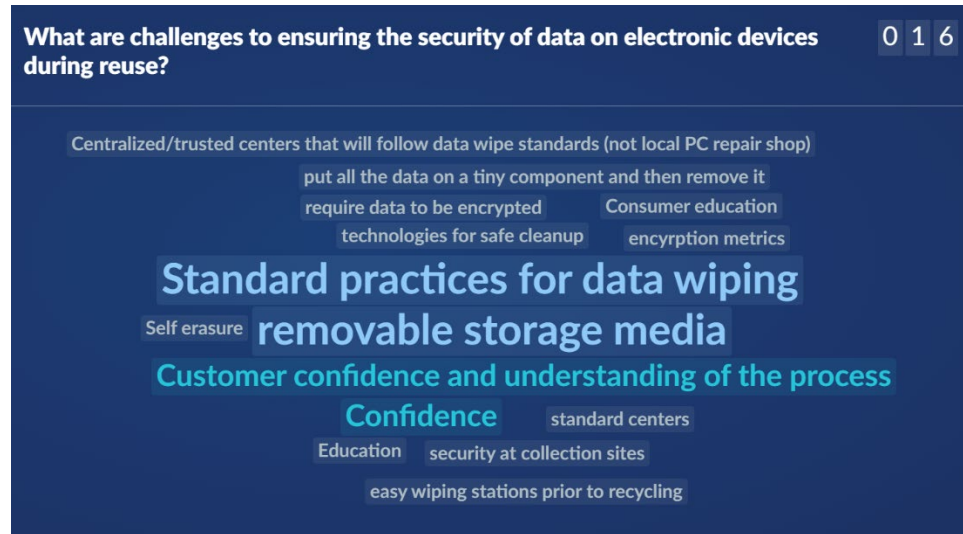 What are challenges to ensuring the security of data on electronic devices
during reuse?
0 1 6
Centralized/trusted centers that will follow data wipe standards (not local PC repair shop)
put all the data on a tiny component and then remove it
require data to be encrypted
Consumer education
technologies for safe cleanup
encyrption metrics
Standard practices for data wiping
Self erasure
removable storage media
Customer confidence and understanding of the process
Confidence
standard centers
Education
security at collection sites
easy wiping stations prior to recycling